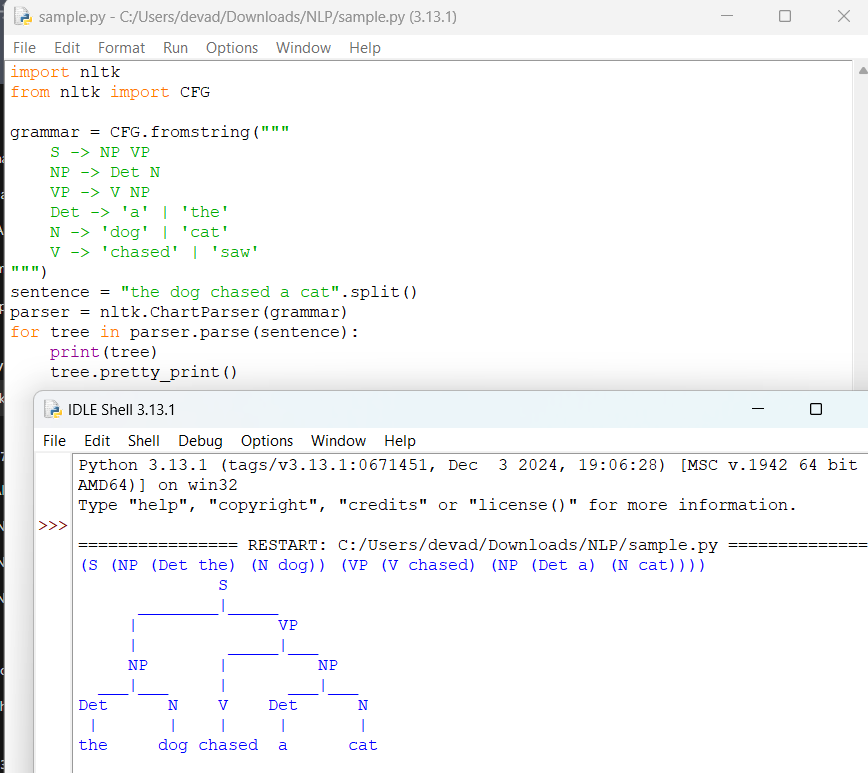 sample.py - C:/Users/devad/Downloads/NLP/sample.py (3.13.1)
File Edit Format Run Options Window Help
import nltk
from nltk import CFG
grammar = CFG.fromstring("""
    S -> NP VP
    NP -> Det N
    VP -> V NP
    Det -> 'a' | 'the'
    N -> 'dog' | 'cat'
    V -> 'chased' | 'saw'
""")
sentence = "the dog chased a cat".split()
parser = nltk.ChartParser(grammar)
for tree in parser.parse(sentence):
    print(tree)
    tree.pretty_print()
IDLE Shell 3.13.1
File Edit Shell Debug Options Window Help
Python 3.13.1 (tags/v3.13.1:0671451, Dec  3 2024, 19:06:28) [MSC v.1942 64 bit
AMD64)] on win32
Type "help", "copyright", "credits" or "license()" for more information.
>>>
================ RESTART: C:/Users/devad/Downloads/NLP/sample.py ==============
(S (NP (Det the) (N dog)) (VP (V chased) (NP (Det a) (N cat))))
              S
      ________|_____
     |              VP
     |         _____|___
     NP       |         NP
  ___|___     |      ___|___
Det      N    V    Det      N
 |       |    |     |       |
the     dog chased  a      cat